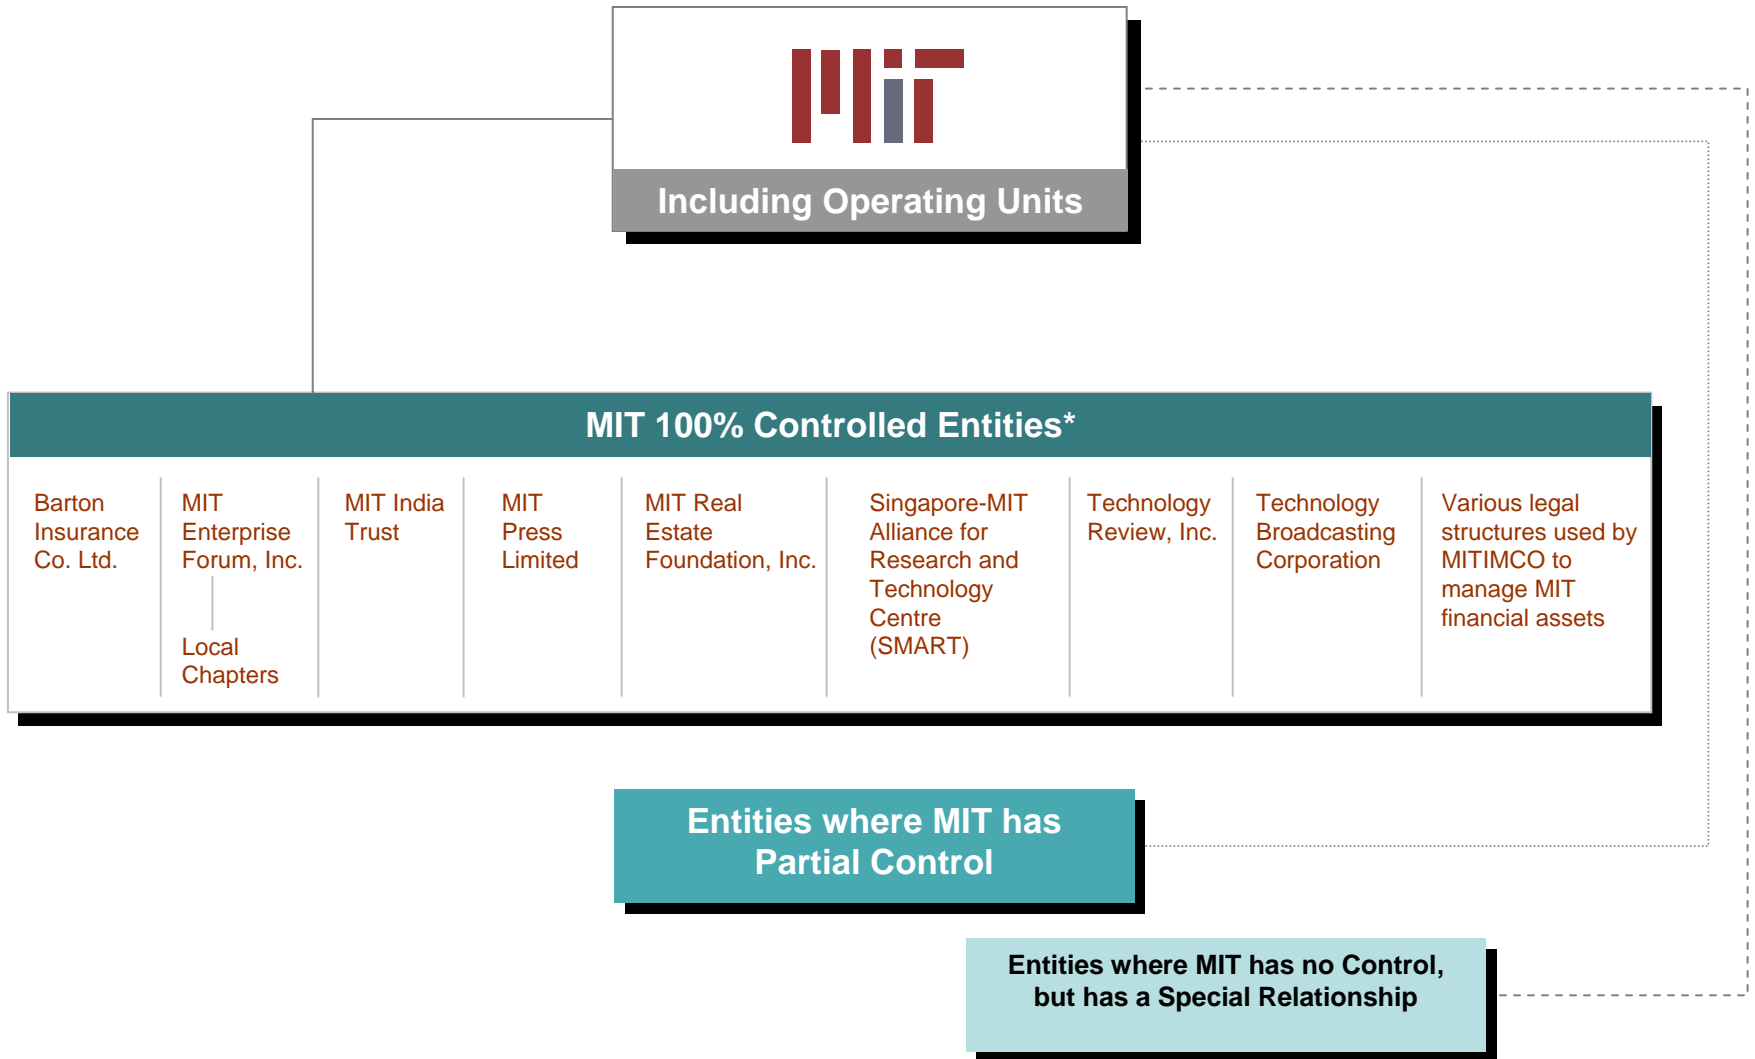 MiT
Including Operating Units
MIT 100% Controlled Entities*
Barton
Insurance
Co. Ltd.
MIT
Enterprise
Forum, Inc.
Local
Chapters
MIT India
Trust
MIT
Press
Limited
MIT Real
Estate
Foundation, Inc.
Singapore-MIT
Alliance for
Research and
Technology
Centre
(SMART)
Technology
Review, Inc.
Technology
Broadcasting
Corporation
Various legal
structures used by
MITIMCO to
manage MIT
financial assets
Entities where MIT has
Partial Control
Entities where MIT has no Control,
but has a Special Relationship